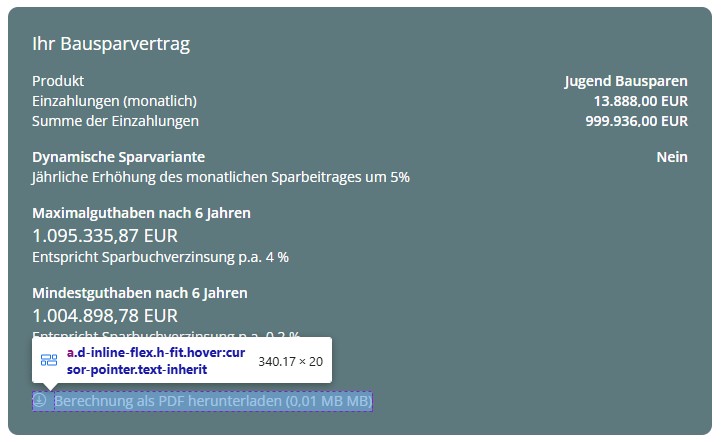 Ihr Bausparvertrag
Produkt Jugend Bausparen
Einzahlungen (monatlich) 13.888,00 EUR
Summe der Einzahlungen 999.936,00 EUR
Dynamische Sparvariante Nein
Jährliche Erhöhung des monatlichen Sparbeitrages um 5%
Maximalguthaben nach 6 Jahren
1.095.335,87 EUR
Entspricht Sparbuchverzinsung p.a. 4 %
Mindestguthaben nach 6 Jahren
1.004.898,78 EUR
Entspricht Sparbuchverzinsung p.a. 0,2 %
a.d-inline-flex.h-fit.hover:cur
sor-pointer.text-inherit 340.17 × 20
Berechnung als PDF herunterladen (0,01 MB MB)